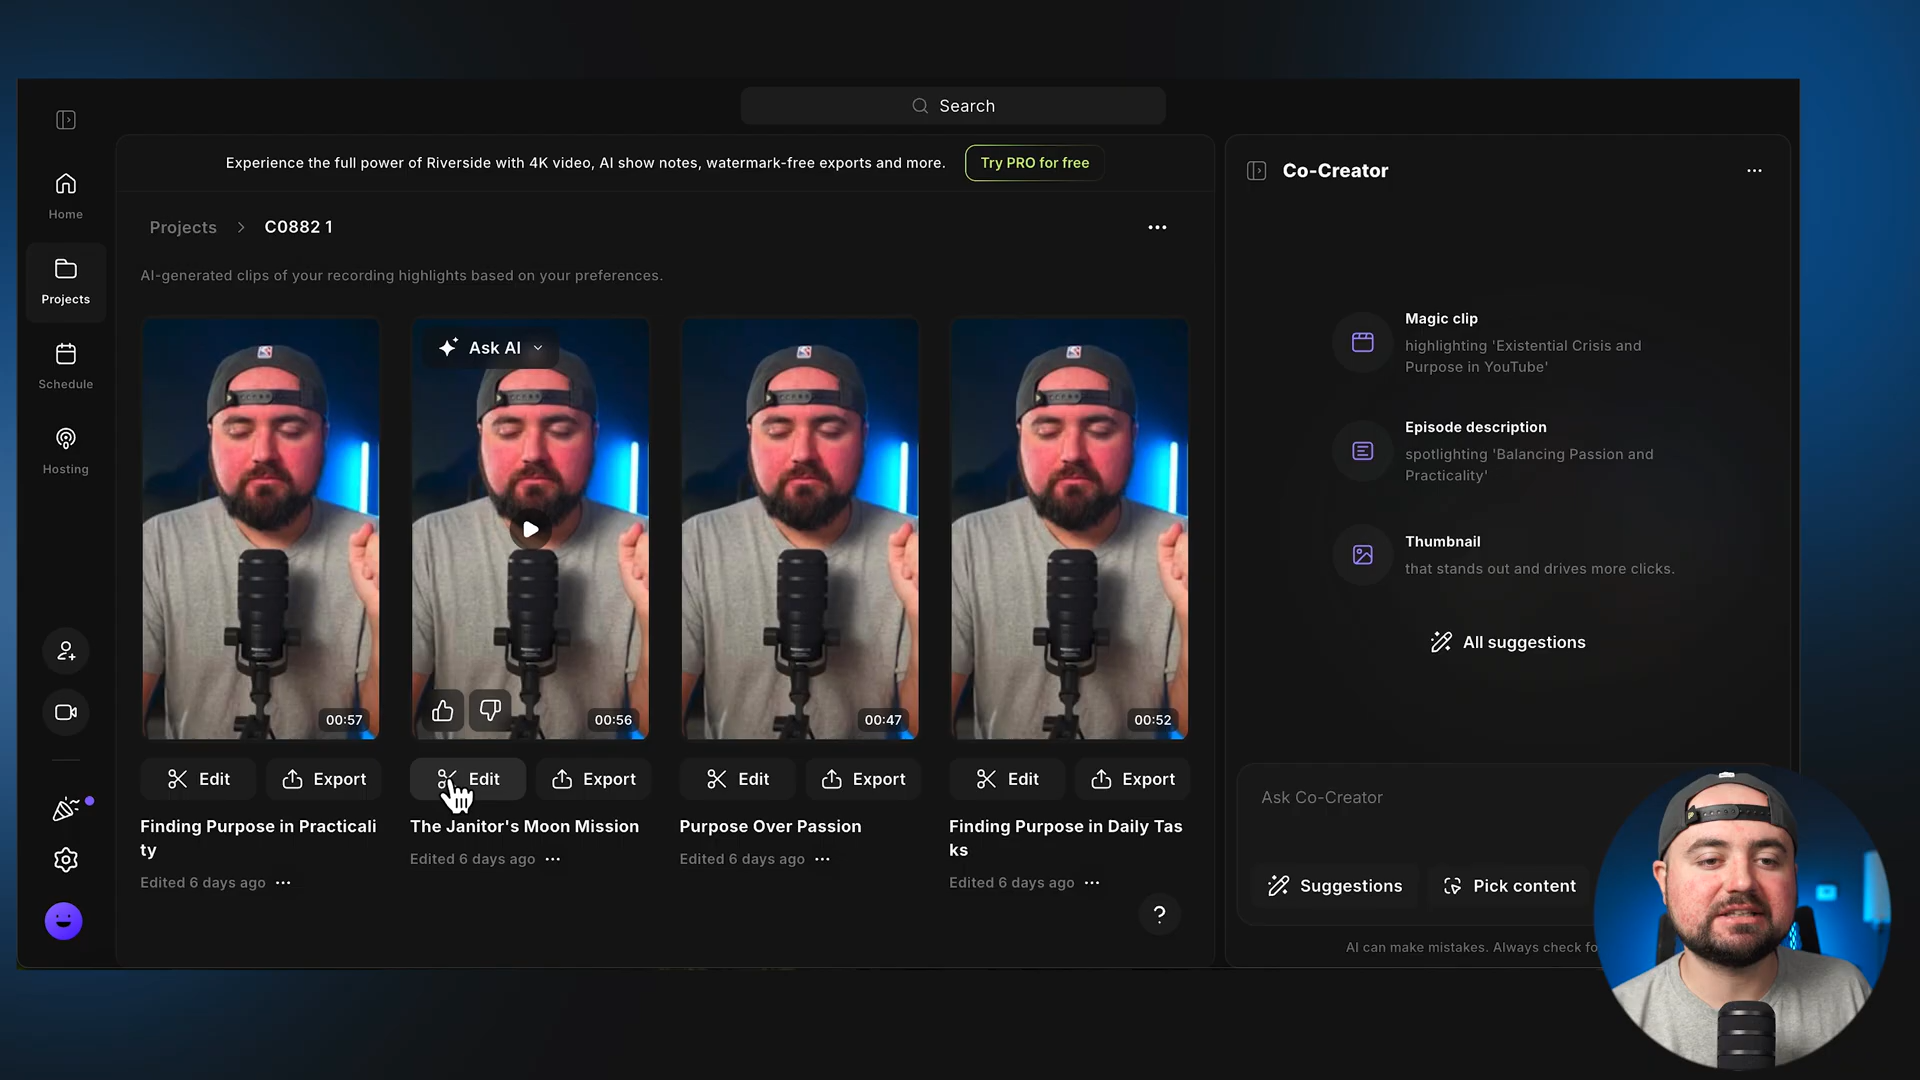 Search
Home
Projects
Schedule
Hosting
Experience the full power of Riverside with 4K video, AI show notes, watermark-free exports and more.
Try PRO for free
Projects > C0882 1
AI-generated clips of your recording highlights based on your preferences.
Ask AI
00:57
00:56
00:47
00:52
Edit
Export
Edit
Export
Edit
Export
Edit
Export
Finding Purpose in Practicali
ty
Edited 6 days ago
The Janitor's Moon Mission
Edited 6 days ago
Purpose Over Passion
Edited 6 days ago
Finding Purpose in Daily Tas
ks
Edited 6 days ago
?
Co-Creator
Magic clip
highlighting 'Existential Crisis and
Purpose in YouTube'
Episode description
spotlighting 'Balancing Passion and
Practicality'
Thumbnail
that stands out and drives more clicks.
All suggestions
Ask Co-Creator
Suggestions
Pick content
AI can make mistakes. Always check fo